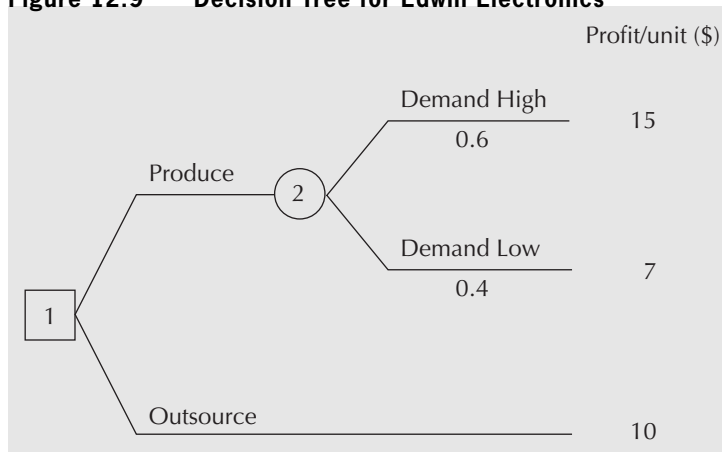 Figure 12.9 Decision Tree for Edwin Electronics
Profit/unit ($)
Demand High
15
0.6
Produce
2
Demand Low
7
0.4
1
Outsource
10